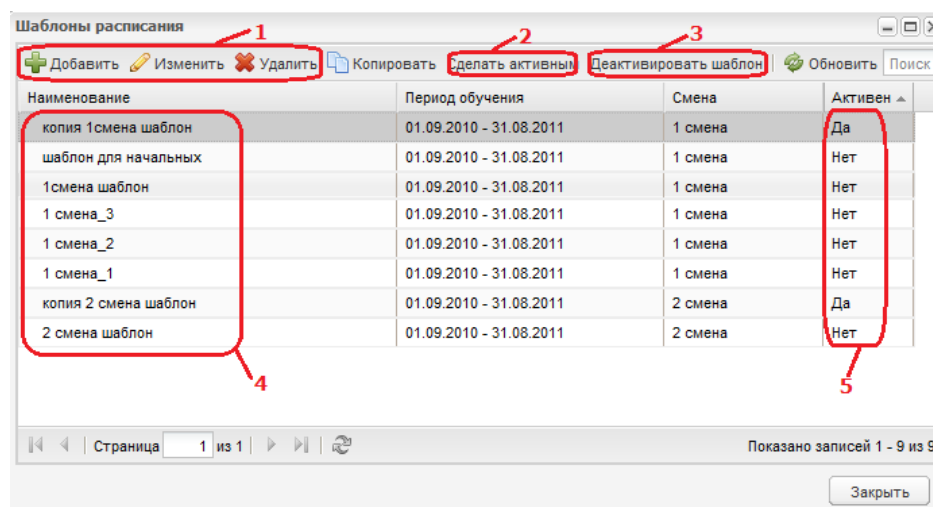 Шаблоны расписания
1 2 3
Добавить Изменить Удалить Копировать Сделать активным Деактивировать шаблон Обновить Поиск
Наименование Период обучения Смена Активен
копия 1смена шаблон 01.09.2010 - 31.08.2011 1 смена Да
шаблон для начальных 01.09.2010 - 31.08.2011 1 смена Нет
1смена шаблон 01.09.2010 - 31.08.2011 1 смена Нет
1 смена_3 01.09.2010 - 31.08.2011 1 смена Нет
1 смена_2 01.09.2010 - 31.08.2011 1 смена Нет
1 смена_1 01.09.2010 - 31.08.2011 1 смена Нет
копия 2 смена шаблон 01.09.2010 - 31.08.2011 2 смена Да
2 смена шаблон 01.09.2010 - 31.08.2011 2 смена Нет
4 5
Страница 1 из 1 Показано записей 1 - 9 из 9
Закрыть